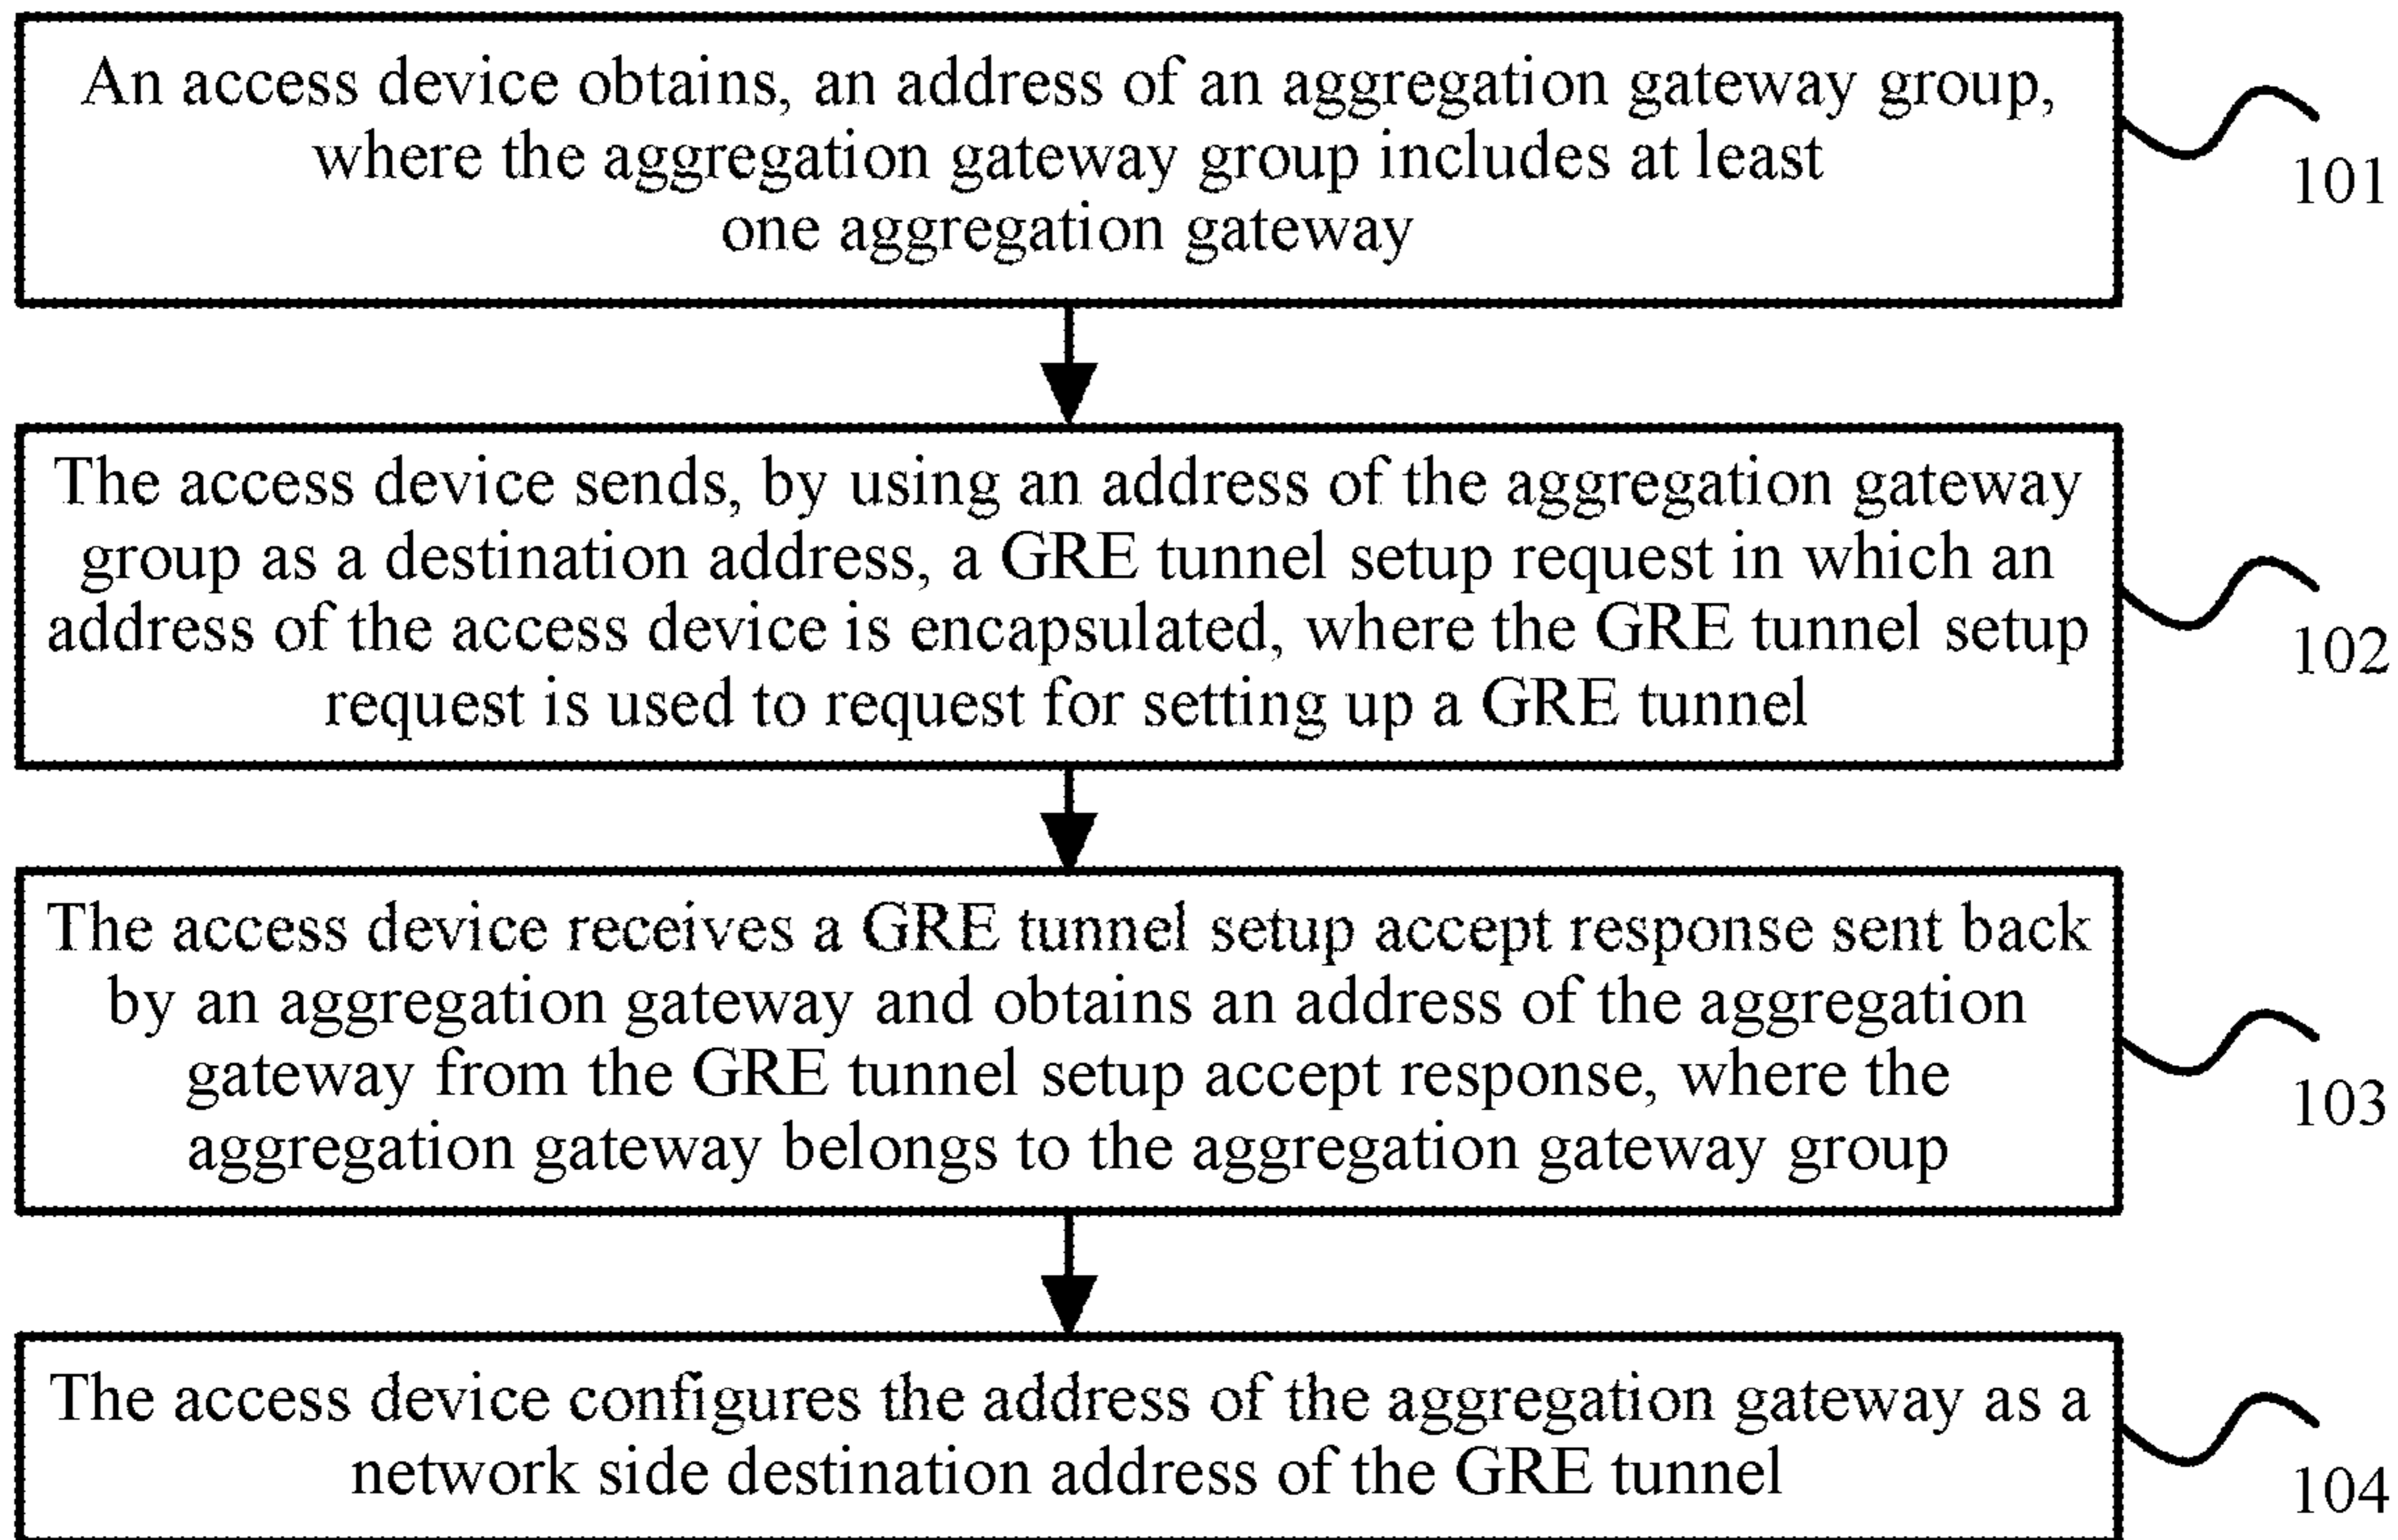 An access device obtains, an address of an aggregation gateway group,
where the aggregation gateway group includes at least
one aggregation gateway
101
The access device sends, by using an address of the aggregation gateway
group as a destination address, a GRE tunnel setup request in which an
address of the access device is encapsulated, where the GRE tunnel setup
request is used to request for setting up a GRE tunnel
102
The access device receives a GRE tunnel setup accept response sent back
by an aggregation gateway and obtains an address of the aggregation
gateway from the GRE tunnel setup accept response, where the
aggregation gateway belongs to the aggregation gateway group
103
The access device configures the address of the aggregation gateway as a
network side destination address of the GRE tunnel
104